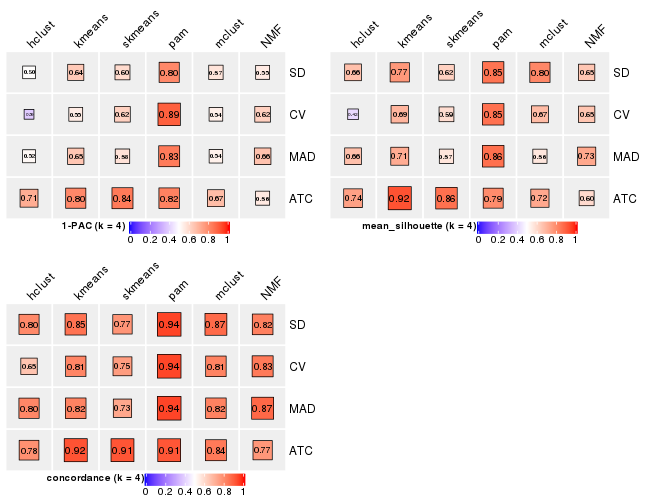 hclust kmeans skmeans pam mclust NMF
0.50 0.64 0.60 0.80 0.57 0.55 SD
0.55 0.62 0.89 0.54 0.62 CV
0.52 0.65 0.58 0.83 0.54 0.66 MAD
0.71 0.80 0.84 0.82 0.67 0.56 ATC
1-PAC (k = 4)
0 0.2 0.4 0.6 0.8 1
hclust kmeans skmeans pam mclust NMF
0.66 0.77 0.62 0.85 0.80 0.65 SD
0.69 0.59 0.85 0.67 0.65 CV
0.66 0.71 0.57 0.86 0.56 0.73 MAD
0.74 0.92 0.86 0.79 0.72 0.60 ATC
mean_silhouette (k = 4)
0 0.2 0.4 0.6 0.8 1
hclust kmeans skmeans pam mclust NMF
0.80 0.85 0.77 0.94 0.87 0.82 SD
0.65 0.81 0.75 0.94 0.81 0.83 CV
0.80 0.82 0.73 0.94 0.82 0.87 MAD
0.78 0.92 0.91 0.91 0.84 0.77 ATC
concordance (k = 4)
0 0.2 0.4 0.6 0.8 1